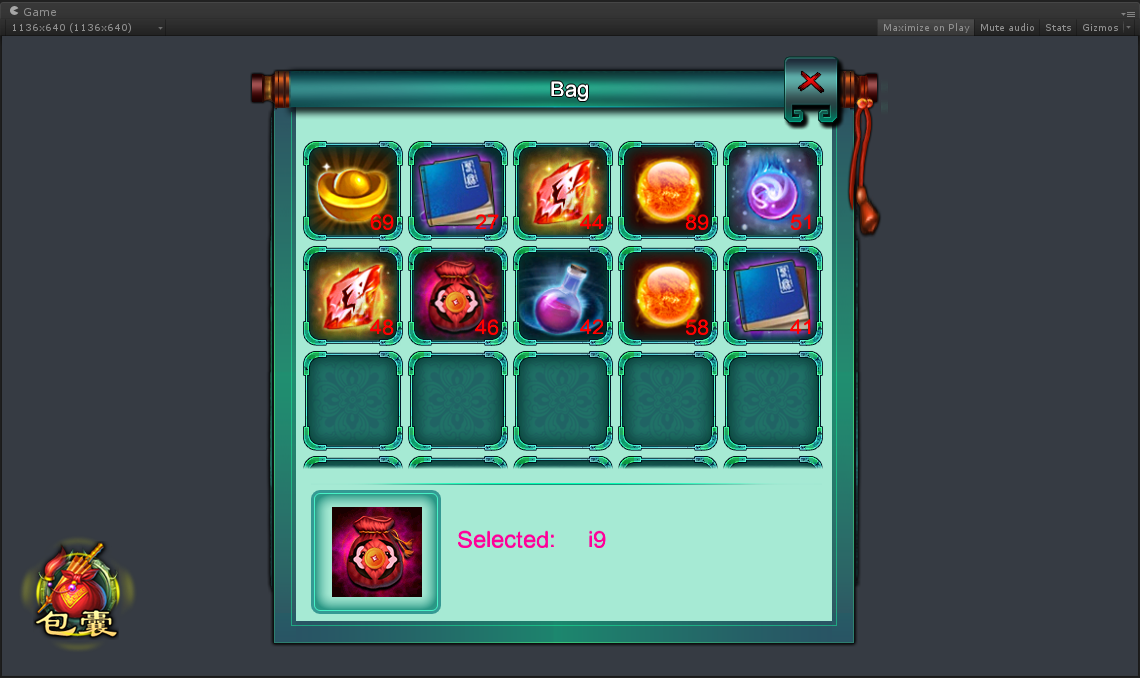 Game
1136x640 (1136x640)
Maximize on Play Mute audio Stats Gizmos
Bag
69 27 44 89 51
48 46 42 58 41
Selected: i9
包囊